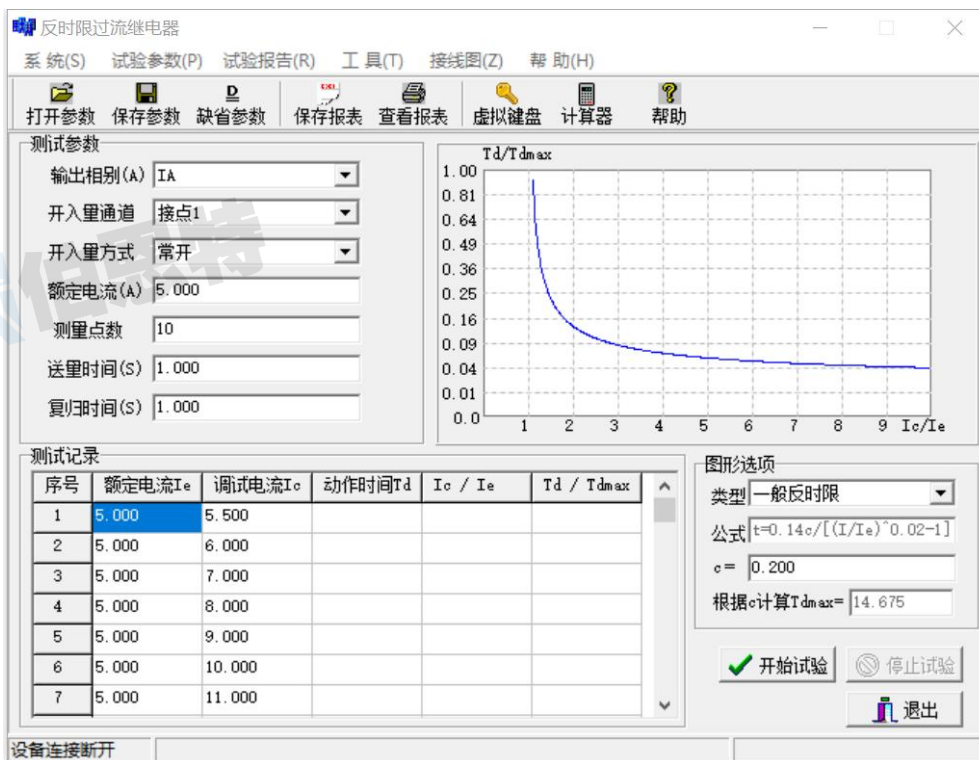 反时限过流继电器
系 统(S) 试验参数(P) 试验报告(R) 工 具(T) 接线图(Z) 帮 助(H)
打开参数 保存参数 缺省参数 保存报表 查看报表 虚拟键盘 计算器 帮助
测试参数
输出相别(A) IA
开入量通道 接点1
开入量方式 常开
额定电流(A) 5.000
测量点数 10
送量时间(S) 1.000
复归时间(S) 1.000
伯恩特
Td/Tdmax
1.00
0.81
0.64
0.49
0.36
0.25
0.16
0.09
0.04
0.01
0.0
1 2 3 4 5 6 7 8 9 Ic/Ie
测试记录
序号 额定电流Ie 调试电流Ic 动作时间Td Ic / Ie Td / Tdmax
1 5.000 5.500
2 5.000 6.000
3 5.000 7.000
4 5.000 8.000
5 5.000 9.000
6 5.000 10.000
7 5.000 11.000
图形选项
类型 一般反时限
公式 t=0.14c/[(I/Ie)^0.02-1]
c= 0.200
根据c计算Tdmax= 14.675
开始试验 停止试验
退出
设备连接断开